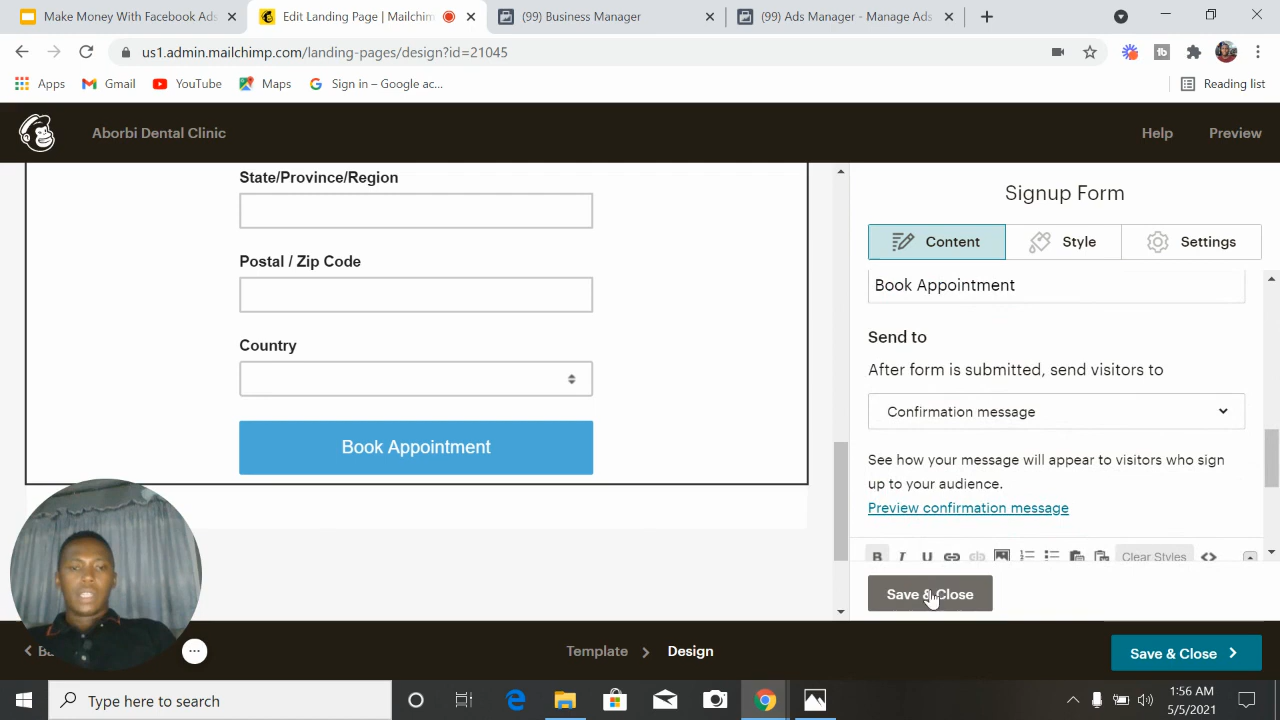 Make Money With Facebook Ads
Edit Landing Page | Mailchim
(99) Business Manager
(99) Ads Manager - Manage Ads
us1.admin.mailchimp.com/landing-pages/design?id=21045
Apps
Gmail
YouTube
Maps
Sign in – Google ac...
Reading list
Aborbi Dental Clinic
Help
Preview
State/Province/Region
Postal / Zip Code
Country
Book Appointment
Signup Form
Content
Style
Settings
Book Appointment
Send to
After form is submitted, send visitors to
Confirmation message
See how your message will appear to visitors who sign
up to your audience.
Preview confirmation message
B I U
Clear Styles
Save & Close
Template
Design
Save & Close
Type here to search
1:56 AM
5/5/2021